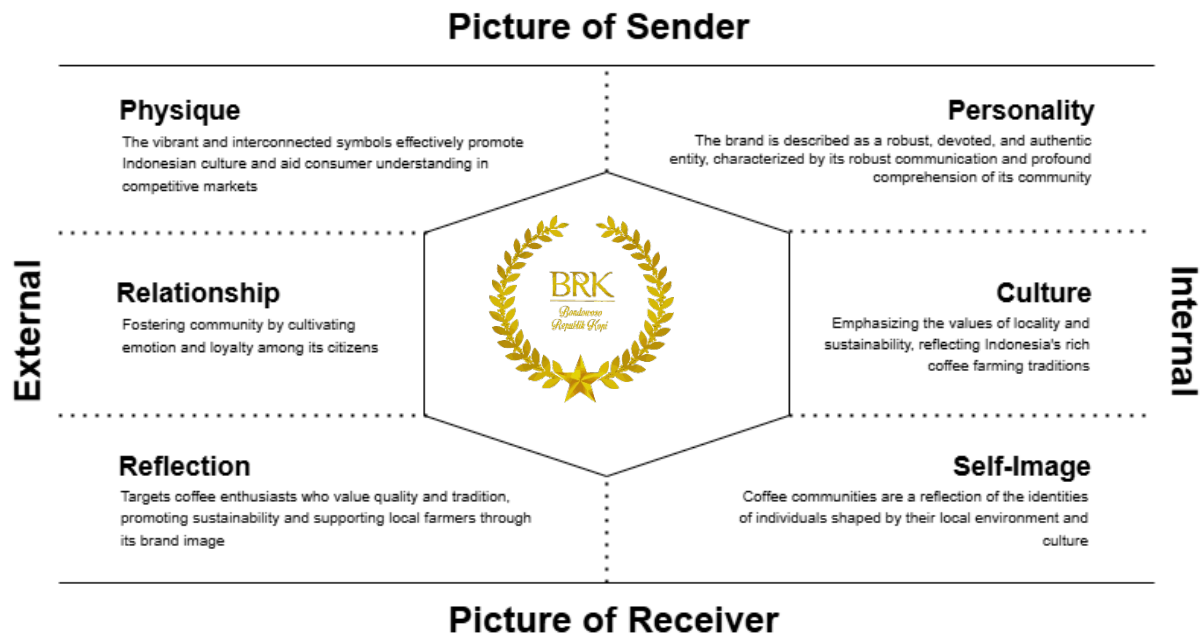 Picture of Sender
Physique
The vibrant and interconnected symbols effectively promote
Indonesian culture and aid consumer understanding in
competitive markets
Personality
The brand is described as a robust, devoted, and authentic
entity, characterized by its robust communication and profound
comprehension of its community
External
Relationship
Fostering community by cultivating
emotion and loyalty among its citizens
BRK
Bondowoso
Republik Kopi
Culture
Emphasizing the values of locality and
sustainability, reflecting Indonesia's rich
coffee farming traditions
Internal
Reflection
Targets coffee enthusiasts who value quality and tradition,
promoting sustainability and supporting local farmers through
its brand image
Self-Image
Coffee communities are a reflection of the identities
of individuals shaped by their local environment and
culture
Picture of Receiver